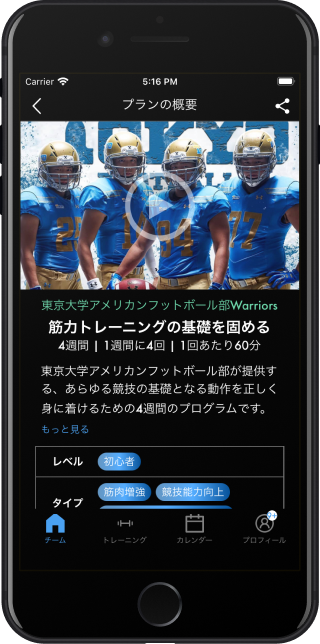 Carrier 5:16 PM
プランの概要
東京大学アメリカンフットボール部Warriors
筋力トレーニングの基礎を固める
4週間 | 1週間に4回 | 1回あたり60分
東京大学アメリカンフットボール部が提供す
る、あらゆる競技の基礎となる動作を正しく
身に着けるための4週間のプログラムです。
もっと見る
レベル 初心者
タイプ 筋肉増強 競技能力向上
チーム トレーニング カレンダー プロフィール